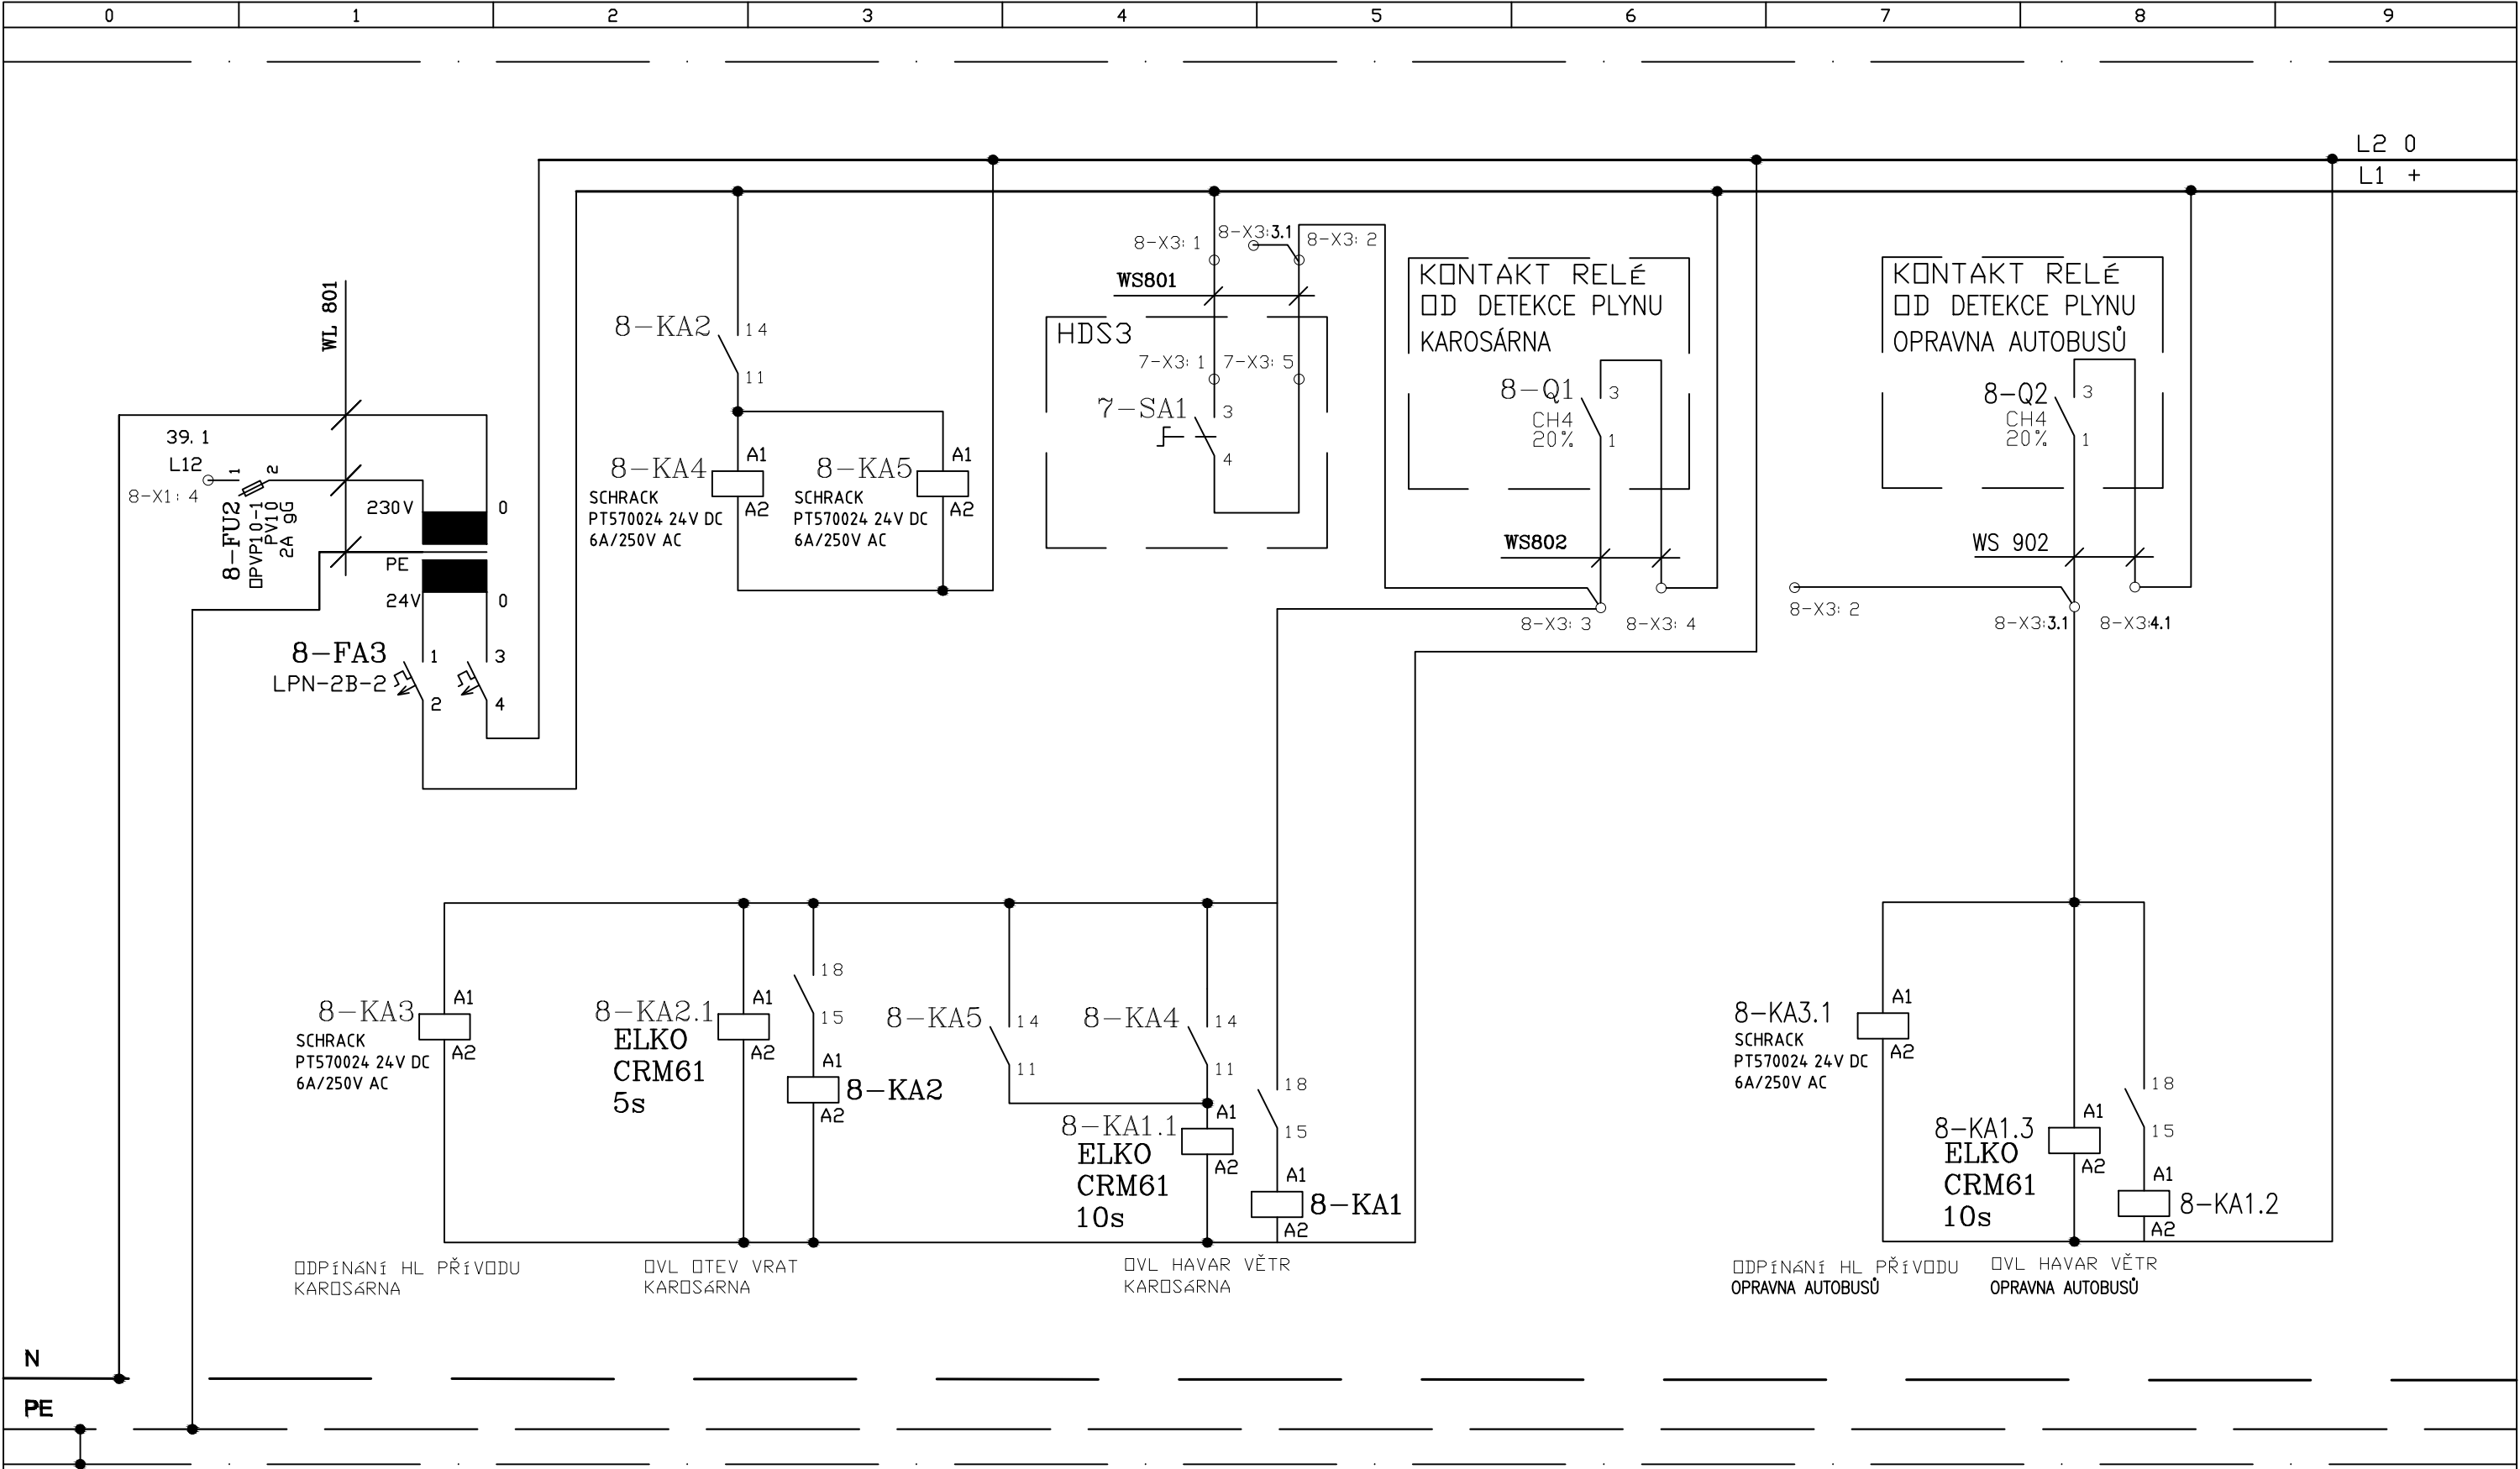 0 1 2 3 4 5 6 7 8 9
L2 0
L1 +
WL 801
39.1
L12
8-X1: 4
1 2
8-FU2
OPVP10-1
PV10
2A gG
230V 0
PE
24V 0
8-FA3
LPN-2B-2
1 2
3 4
8-KA2 14
11
8-KA4 A1
A2
SCHRACK
PT570024 24V DC
6A/250V AC
8-KA5 A1
A2
SCHRACK
PT570024 24V DC
6A/250V AC
8-X3: 1 8-X3:3.1 8-X3: 2
WS801
HDS3
7-X3: 1 7-X3: 5
7-SA1 3
4
KONTAKT RELÉ
OD DETEKCE PLYNU
KAROSÁRNA
8-Q1 3
CH4
20% 1
WS802
8-X3: 3 8-X3: 4
KONTAKT RELÉ
OD DETEKCE PLYNU
OPRAVNA AUTOBUSŮ
8-Q2 3
CH4
20% 1
WS 902
8-X3: 2
8-X3:3.1 8-X3:4.1
8-KA3 A1
A2
SCHRACK
PT570024 24V DC
6A/250V AC
8-KA2.1 A1
A2
ELKO
CRM61
5s
18
15
A1
8-KA2
A2
8-KA5 14
11
8-KA4 14
11
8-KA1.1 A1
A2
ELKO
CRM61
10s
18
15
A1
8-KA1
A2
8-KA3.1 A1
A2
SCHRACK
PT570024 24V DC
6A/250V AC
8-KA1.3 A1
A2
ELKO
CRM61
10s
18
15
A1
8-KA1.2
A2
ODPÍNÁNÍ HL PŘÍVODU
KAROSÁRNA
OVL OTEV VRAT
KAROSÁRNA
OVL HAVAR VĚTR
KAROSÁRNA
ODPÍNÁNÍ HL PŘÍVODU
OPRAVNA AUTOBUSŮ
OVL HAVAR VĚTR
OPRAVNA AUTOBUSŮ
N
PE